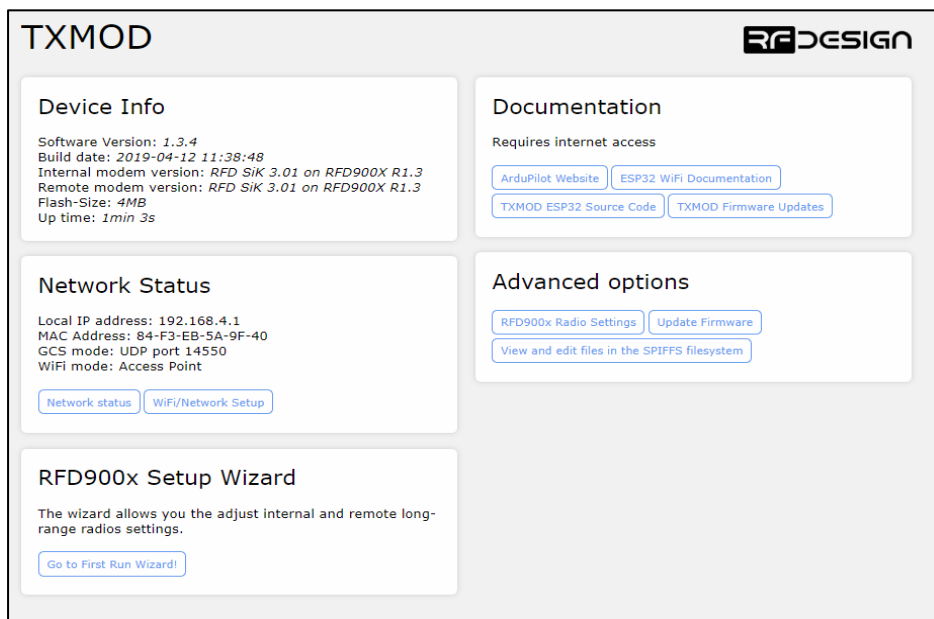 TXMOD
RFDESIGN
Device Info
Software Version: 1.3.4
Build date: 2019-04-12 11:38:48
Internal modem version: RFD SiK 3.01 on RFD900X R1.3
Remote modem version: RFD SiK 3.01 on RFD900X R1.3
Flash-Size: 4MB
Up time: 1min 3s
Network Status
Local IP address: 192.168.4.1
MAC Address: 84-F3-EB-5A-9F-40
GCS mode: UDP port 14550
WiFi mode: Access Point
Network status WiFi/Network Setup
RFD900x Setup Wizard
The wizard allows you the adjust internal and remote long-
range radios settings.
Go to First Run Wizard!
Documentation
Requires internet access
ArduPilot Website ESP32 WiFi Documentation
TXMOD ESP32 Source Code TXMOD Firmware Updates
Advanced options
RFD900x Radio Settings Update Firmware
View and edit files in the SPIFFS filesystem